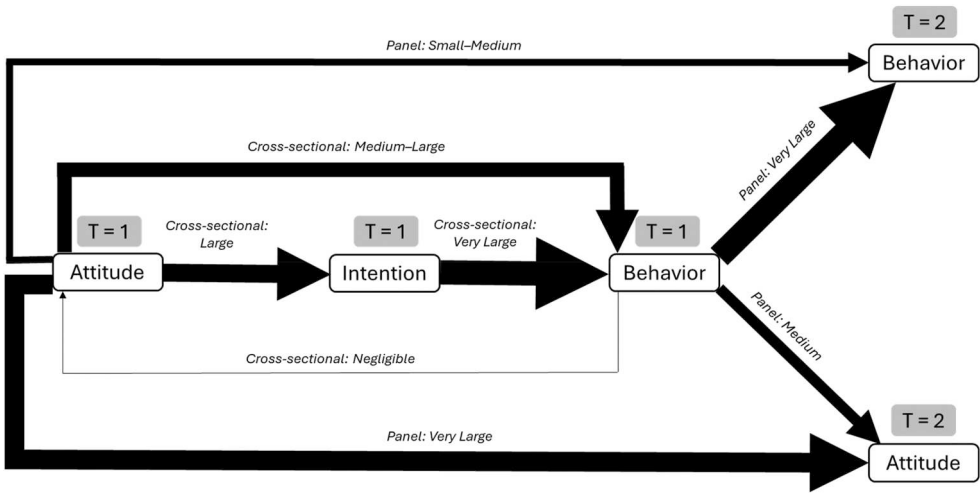 T = 2
Panel: Small–Medium
Behavior
Panel: Very Large
Cross-sectional: Medium–Large
T = 1
Cross-sectional:
Large
T = 1
Cross-sectional:
Very Large
T = 1
Attitude
Intention
Behavior
Panel: Medium
Cross-sectional: Negligible
T = 2
Panel: Very Large
Attitude